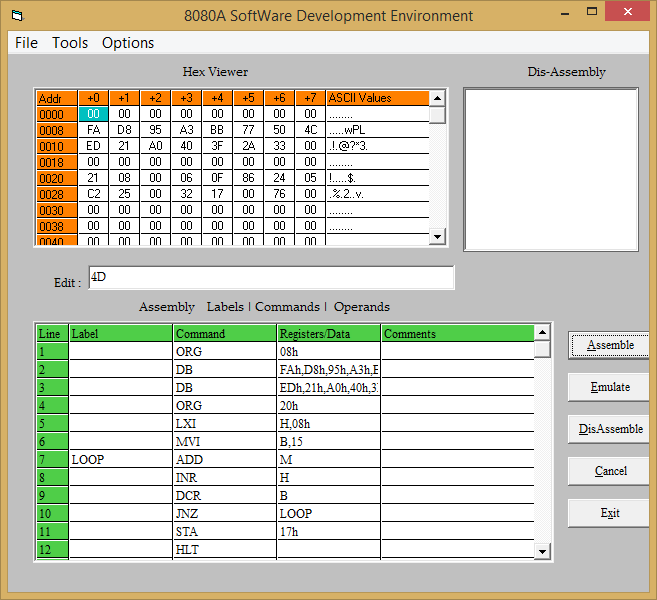 8080A SoftWare Development Environment
File Tools Options
Hex Viewer
Dis-Assembly
Addr +0 +1 +2 +3 +4 +5 +6 +7 ASCII Values
0000 00 00 00 00 00 00 00 00 ........
0008 FA D8 95 A3 BB 77 50 4C .....wPL
0010 ED 21 A0 40 3F 2A 33 00 .!.@?*3.
0018 00 00 00 00 00 00 00 00 ........
0020 21 08 00 06 0F 86 24 05 !.....$.
0028 C2 25 00 32 17 00 76 00 .%.2..v.
0030 00 00 00 00 00 00 00 00 ........
0038 00 00 00 00 00 00 00 00 ........
0040 00 00 00 00 00 00 00 00
Edit : 4D
Assembly Labels | Commands | Operands
Line Label Command Registers/Data Comments
1 ORG 08h
2 DB FAh,D8h,95h,A3h,E
3 DB EDh,21h,A0h,40h,3
4 ORG 20h
5 LXI H,08h
6 MVI B,15
7 LOOP ADD M
8 INR H
9 DCR B
10 JNZ LOOP
11 STA 17h
12 HLT
Assemble
Emulate
DisAssemble
Cancel
Exit